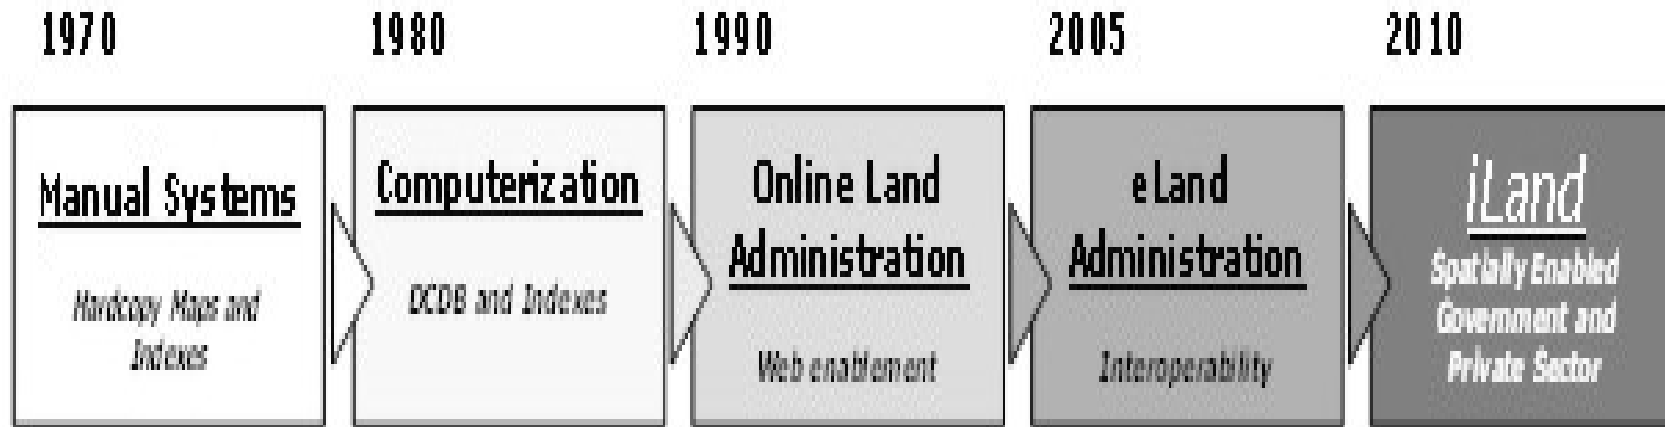 1970
1980
1990
2005
2010
Manual Systems
Hardcopy Maps and
Indexes
Computerization
DCDB and Indexes
Online Land
Administration
Web enablement
eLand
Administration
Interoperability
iLand
Spatially Enabled
Government and
Private Sector